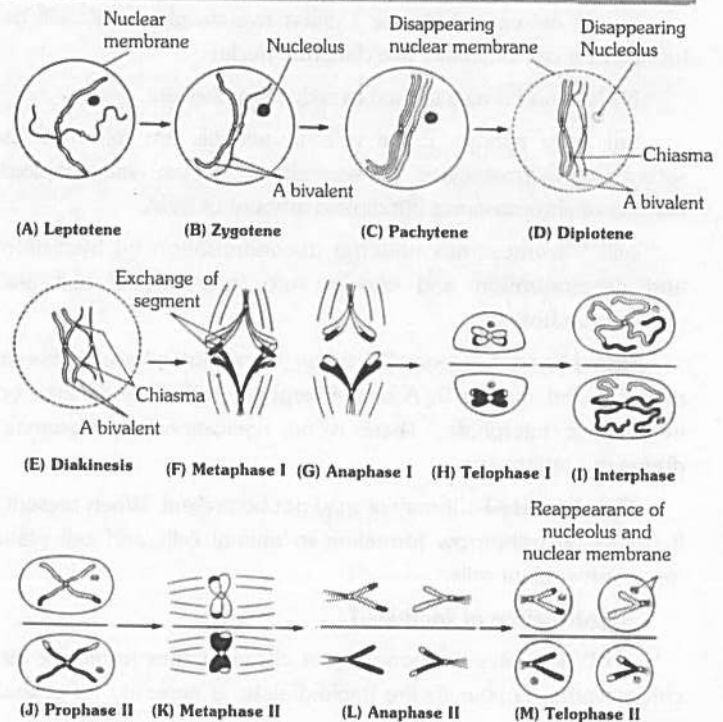 Nuclear
membrane
Nucleolus
Disappearing
nuclear membrane
Disappearing
Nucleolus
Chiasma
A bivalent
A bivalent
(A) Leptotene
(B) Zygotene
(C) Pachytene
(D) Diplotene
Exchange of
segment
Chiasma
A bivalent
(E) Diakinesis
(F) Metaphase I
(G) Anaphase I
(H) Telophase I
(I) Interphase
Reappearance of
nucleolus and
nuclear membrane
(J) Prophase II
(K) Metaphase II
(L) Anaphase II
(M) Telophase II